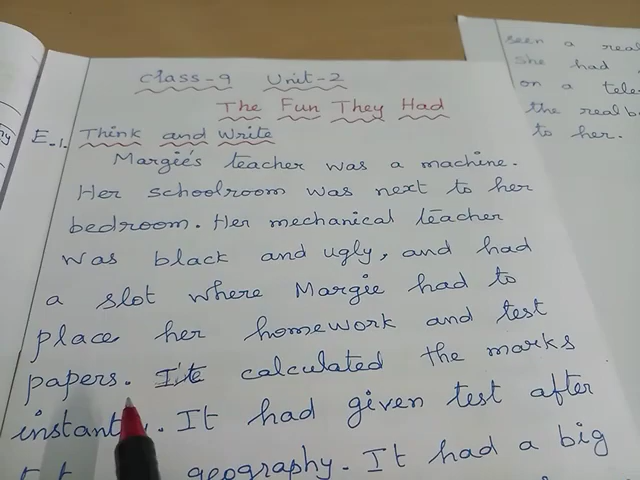 Class-9 Unit-2
The Fun They Had
E-1. Think and Write
Margie's teacher was a machine.
Her schoolroom was next to her
bedroom. Her mechanical teacher
was black and ugly, and had
a slot where Margie had to
place her homework and test
papers. It calculated the marks
It had given test after
geography. It had a big
seen a real
She had
on a
the
to her.